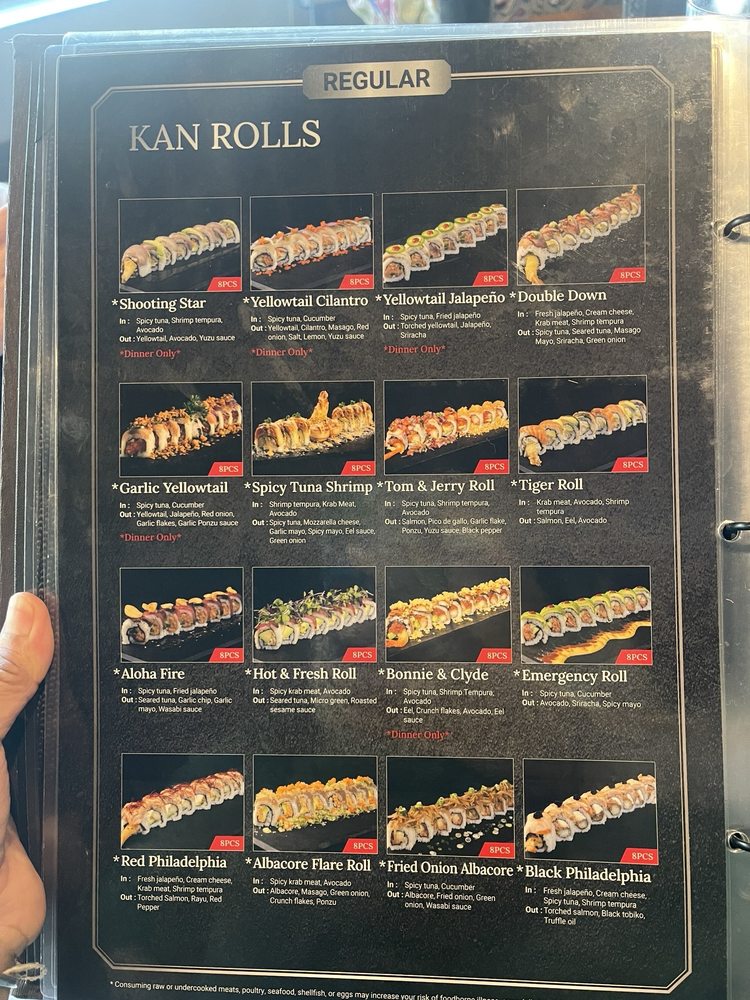 REGULAR
KAN ROLLS
8PCS
8PCS
8PCS
8PCS
*Shooting Star
In : Spicy tuna, Shrimp tempura,
Avocado
Out : Yellowtail, Avocado, Yuzu sauce
*Dinner Only*
*Yellowtail Cilantro
In : Spicy tuna, Cucumber
Out : Yellowtail, Cilantro, Masago, Red
onion, Salt, Lemon, Yuzu sauce
*Dinner Only*
*Yellowtail Jalapeño
In : Spicy tuna, Fried jalapeño
Out : Torched yellowtail, Jalapeño,
Sriracha
*Dinner Only*
*Double Down
In : Fresh jalapeño, Cream cheese,
Krab meat, Shrimp tempura
Out : Spicy tuna, Seared tuna, Masago
Mayo, Sriracha, Green onion
8PCS
8PCS
8PCS
8PCS
*Garlic Yellowtail
In : Spicy tuna, Cucumber
Out : Yellowtail, Jalapeño, Red onion,
Garlic flakes, Garlic Ponzu sauce
*Dinner Only*
*Spicy Tuna Shrimp
In : Shrimp tempura, Krab Meat,
Avocado
Out : Spicy tuna, Mozzarella cheese,
Garlic mayo, Spicy mayo, Eel sauce,
Green onion
*Tom & Jerry Roll
In : Spicy tuna, Shrimp tempura,
Avocado
Out : Salmon, Pico de gallo, Garlic flake,
Ponzu, Yuzu sauce, Black pepper
*Tiger Roll
In : Krab meat, Avocado, Shrimp
tempura
Out : Salmon, Eel, Avocado
8PCS
8PCS
8PCS
8PCS
*Aloha Fire
In : Spicy tuna, Fried jalapeño
Out : Seared tuna, Garlic chip, Garlic
mayo, Wasabi sauce
*Hot & Fresh Roll
In : Spicy krab meat, Avocado
Out : Seared tuna, Micro green, Roasted
sesame sauce
*Bonnie & Clyde
In : Spicy tuna, Shrimp Tempura,
Avocado
Out : Eel, Crunch flakes, Avocado, Eel
sauce
*Dinner Only*
*Emergency Roll
In : Spicy tuna, Cucumber
Out : Avocado, Sriracha, Spicy mayo
8PCS
8PCS
8PCS
8PCS
*Red Philadelphia
In : Fresh jalapeño, Cream cheese,
Krab meat, Shrimp tempura
Out : Torched Salmon, Rayu, Red
Pepper
*Albacore Flare Roll
In : Spicy krab meat, Avocado
Out : Albacore, Masago, Green onion,
Crunch flakes, Ponzu
*Fried Onion Albacore
In : Spicy tuna, Cucumber
Out : Albacore, Fried onion, Green
onion, Wasabi sauce
*Black Philadelphia
In : Fresh jalapeño, Cream cheese,
Spicy tuna, Shrimp tempura
Out : Torched salmon, Black tobiko,
Truffle oil
*Consuming raw or undercooked meats, poultry, seafood, shellfish, or eggs may increase your risk of foodborne